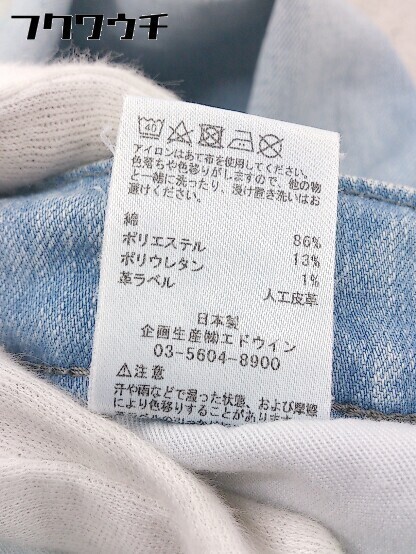 フクワウチ
40
アイロンはあて布を使用してください。
色落ちや色移りがしますので、他の物
と一緒に洗ったり、浸け置き洗いはお
避けください。
綿 86%
ポリエステル 13%
ポリウレタン 1%
革ラベル 人工皮革
日本製
企画生産㈱エドウイン
03-5604-8900
⚠注意
汗や雨などで湿った状態、および摩擦
により色移りすることがあります